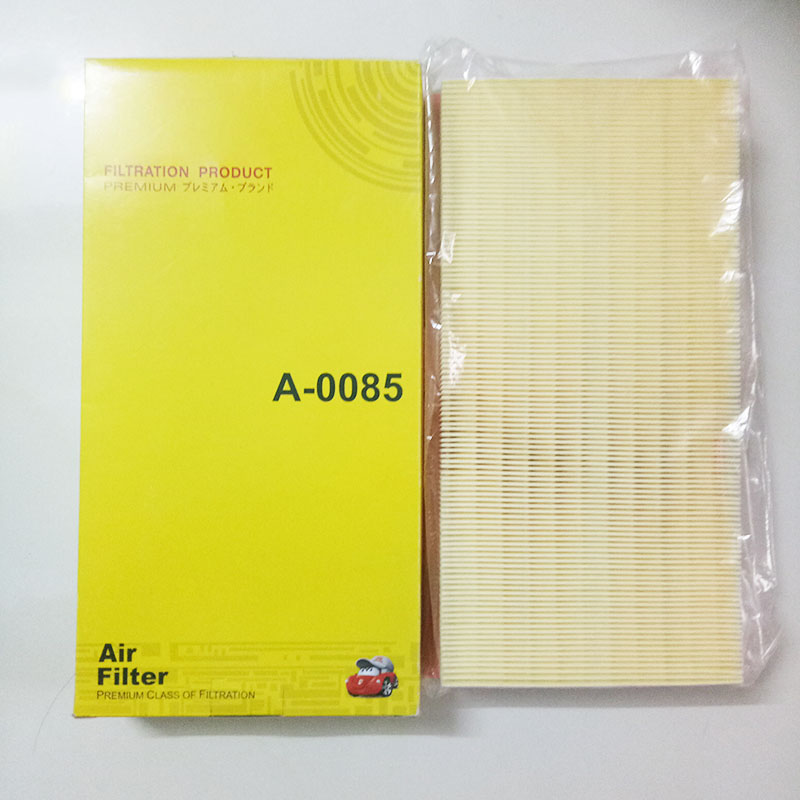 FILTRATION PRODUCT
PREMIUM プレミアム・ブランド
A-0085
Air
Filter
PREMIUM CLASS OF FILTRATION